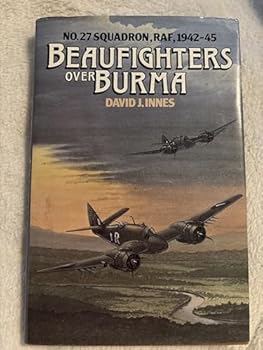 NO.27 SQUADRON, RAF, 1942-45
BEAUFIGHTERS
OVER BURMA
DAVID J. INNES